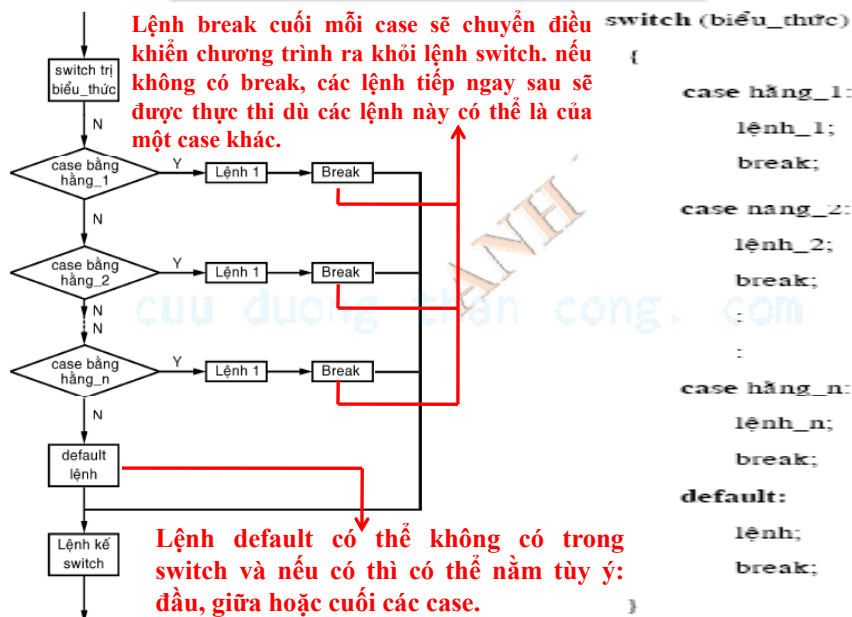 Lệnh break cuối mỗi case sẽ chuyển điều
khiển chương trình ra khỏi lệnh switch. nếu
không có break, các lệnh tiếp ngay sau sẽ
được thực thi dù các lệnh này có thể là của
một case khác.
switch trị
biểu_thức
N
case bằng
hằng_1
Y
Lệnh 1
Break
N
case bằng
hằng_2
Y
Lệnh 1
Break
N
N
case bằng
hằng_n
Y
Lệnh 1
Break
N
default
lệnh
Lệnh kế
switch
Lệnh default có thể không có trong
switch và nếu có thì có thể nằm tùy ý:
đầu, giữa hoặc cuối các case.
switch (biểu_thức)
{
case hằng_1:
lệnh_1;
break;
case hằng_2:
lệnh_2;
break;
:
:
case hằng_n:
lệnh_n;
break;
default:
lệnh;
break;
}
ANH
cuu duong than cong. com